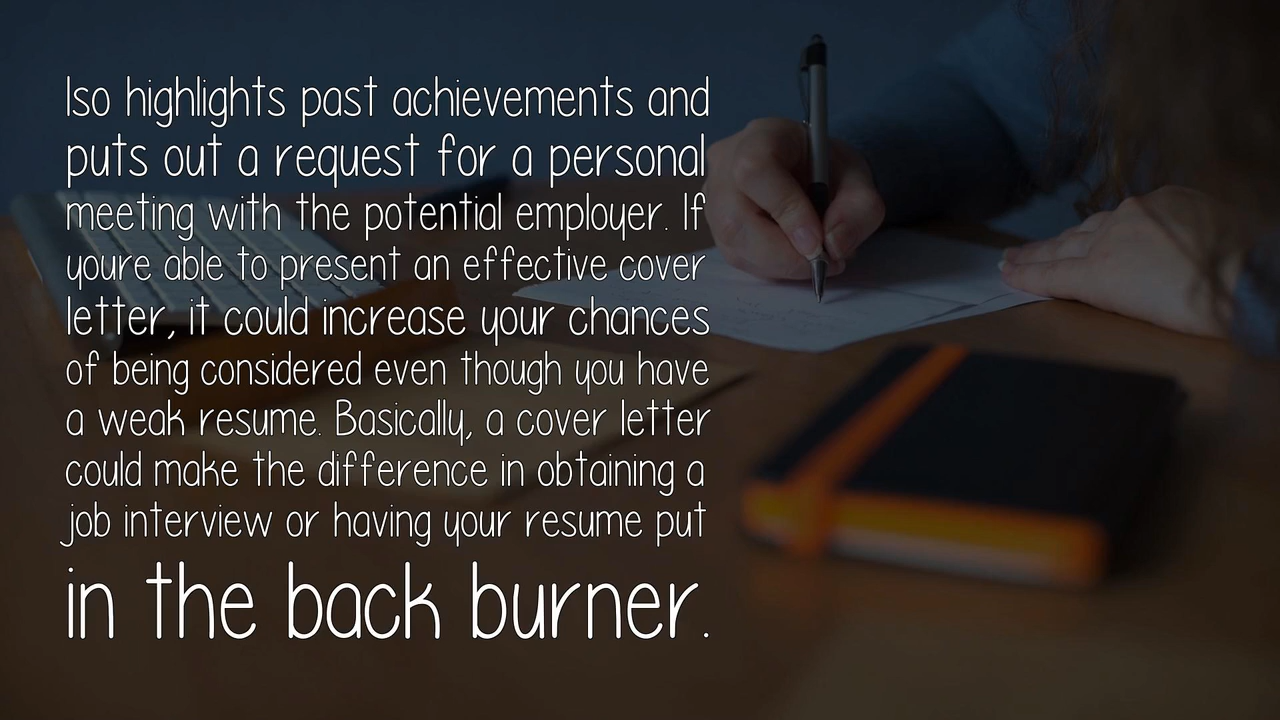 lso highlights past achievements and
puts out a request for a personal
meeting with the potential employer. If
youre able to present an effective cover
letter, it could increase your chances
of being considered even though you have
a weak resume. Basically, a cover letter
could make the difference in obtaining a
job interview or having your resume put
in the back burner.